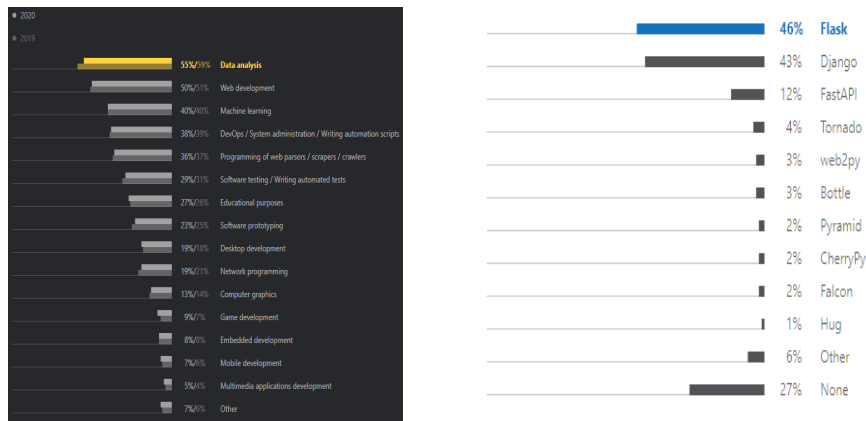 2020
2019
55%/59% Data analysis
50%/51% Web development
40%/40% Machine learning
38%/39% DevOps / System administration / Writing automation scripts
36%/37% Programming of web parsers / scrapers / crawlers
29%/31% Software testing / Writing automated tests
27%/26% Educational purposes
23%/25% Software prototyping
19%/18% Desktop development
19%/21% Network programming
13%/14% Computer graphics
9%/7% Game development
8%/8% Embedded development
7%/6% Mobile development
5%/4% Multimedia applications development
7%/6% Other
46% Flask
43% Django
12% FastAPI
4% Tornado
3% web2py
3% Bottle
2% Pyramid
2% CherryPy
2% Falcon
1% Hug
6% Other
27% None